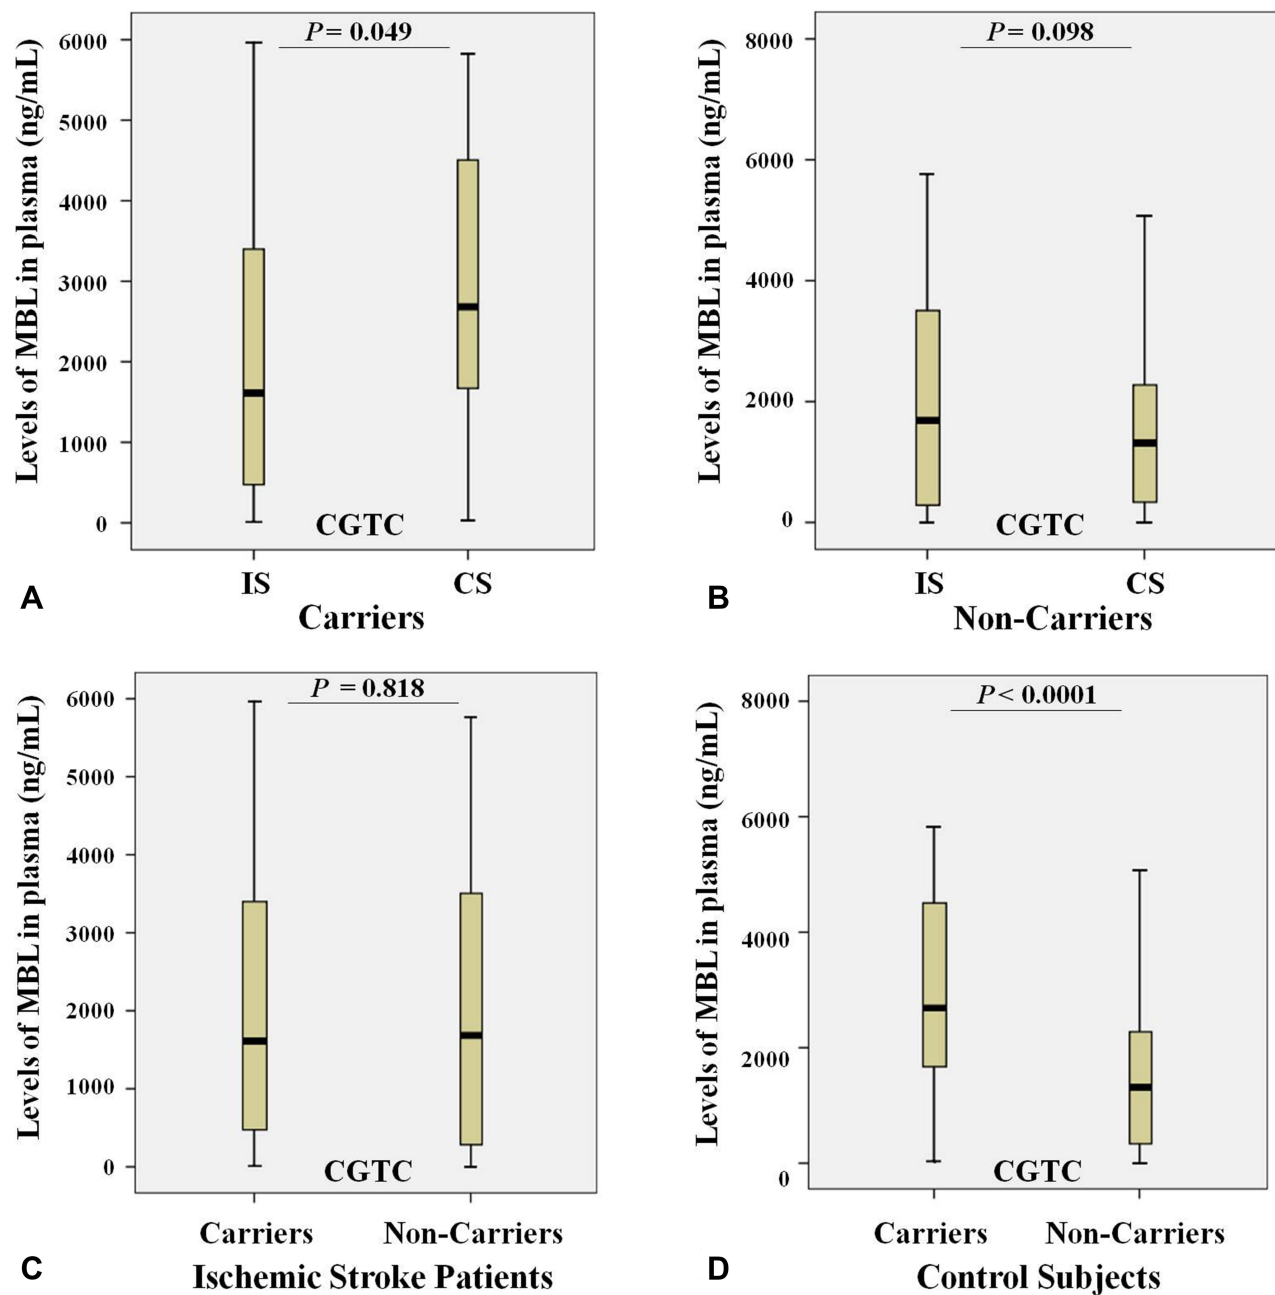 P = 0.049
Levels of MBL in plasma (ng/mL)
6000
5000
4000
3000
2000
1000
0
CGTC
IS CS
A
Carriers
P = 0.098
Levels of MBL in plasma (ng/mL)
8000
6000
4000
2000
0
CGTC
IS CS
B
Non-Carriers
P = 0.818
Levels of MBL in plasma (ng/mL)
6000
5000
4000
3000
2000
1000
0
CGTC
Carriers Non-Carriers
C
Ischemic Stroke Patients
P < 0.0001
Levels of MBL in plasma (ng/mL)
8000
6000
4000
2000
0
CGTC
Carriers Non-Carriers
D
Control Subjects